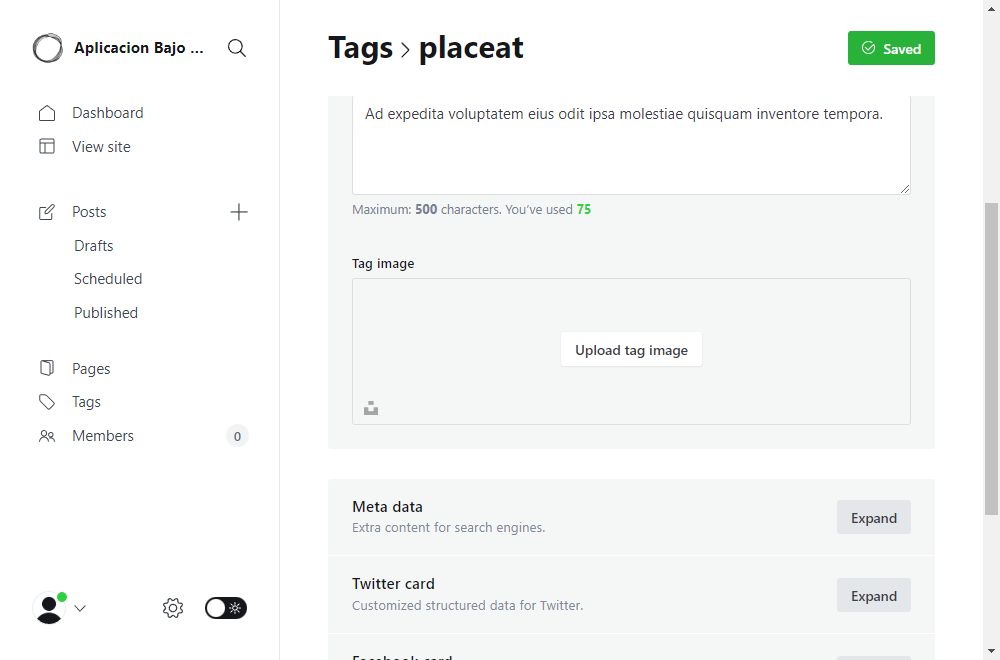 Aplicacion Bajo ...
Dashboard
View site
Posts
Drafts
Scheduled
Published
Pages
Tags
Members
0
Tags > placeat
Saved
Ad expedita voluptatem eius odit ipsa molestiae quisquam inventore tempora.
Maximum: 500 characters. You’ve used 75
Tag image
Upload tag image
Meta data
Extra content for search engines.
Expand
Twitter card
Customized structured data for Twitter.
Expand
Facebook card